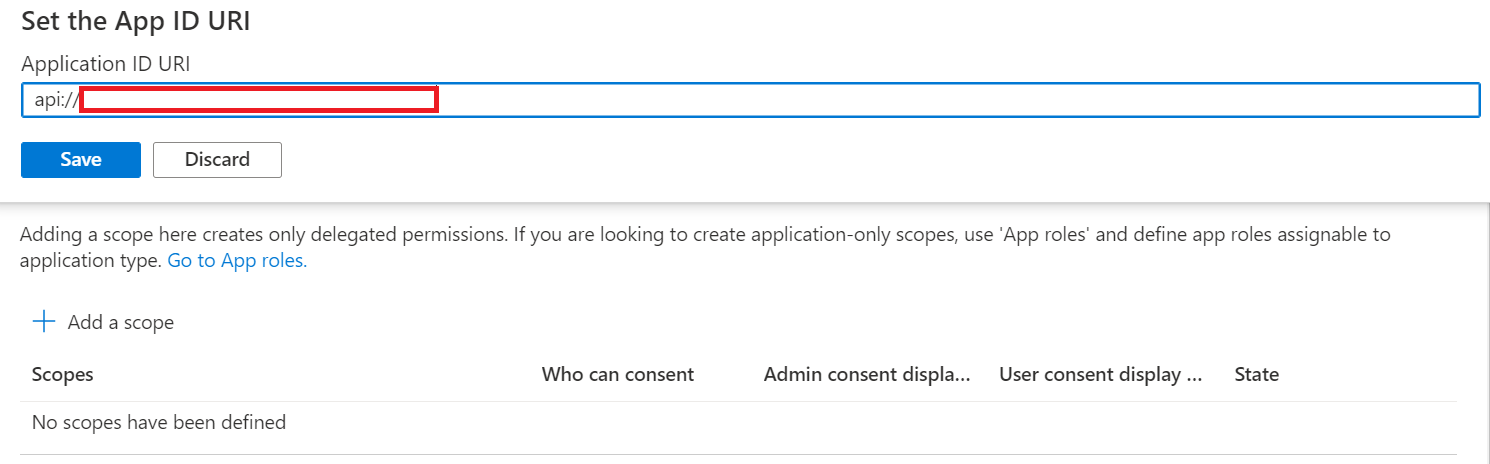 Set the App ID URI
Application ID URI
api://
Save
Discard
Adding a scope here creates only delegated permissions. If you are looking to create application-only scopes, use 'App roles' and define app roles assignable to
application type. Go to App roles.
Add a scope
Scopes Who can consent Admin consent displa... User consent display ... State
No scopes have been defined